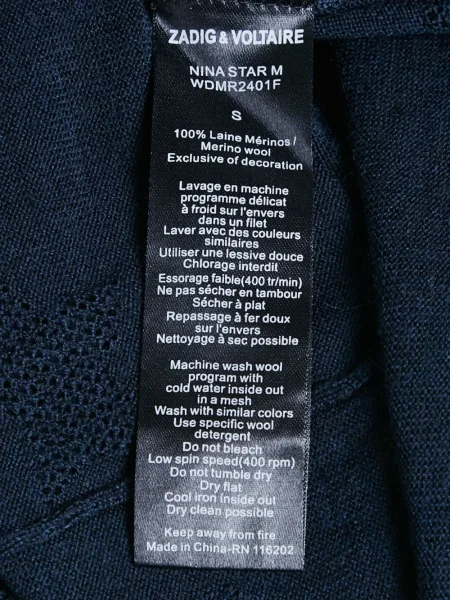 ZADIG & VOLTAIRE
NINA STAR M
WDMR2401F
S
100% Laine Mérinos /
Merino wool
Exclusive of decoration
Lavage en machine
programme délicat
à froid sur l'envers
dans un filet
Laver avec des couleurs
similaires
Utiliser une lessive douce
Chlorage interdit
Essorage faible(400 tr/min)
Ne pas sécher en tambour
Sécher à plat
Repassage à fer doux
sur l'envers
Nettoyage à sec possible
Machine wash wool
program with
cold water inside out
in a mesh
Wash with similar colors
Use specific wool
detergent
Do not bleach
Low spin speed(400 rpm)
Do not tumble dry
Dry flat
Cool iron inside out
Dry clean possible
Keep away from fire
Made in China-RN 116202